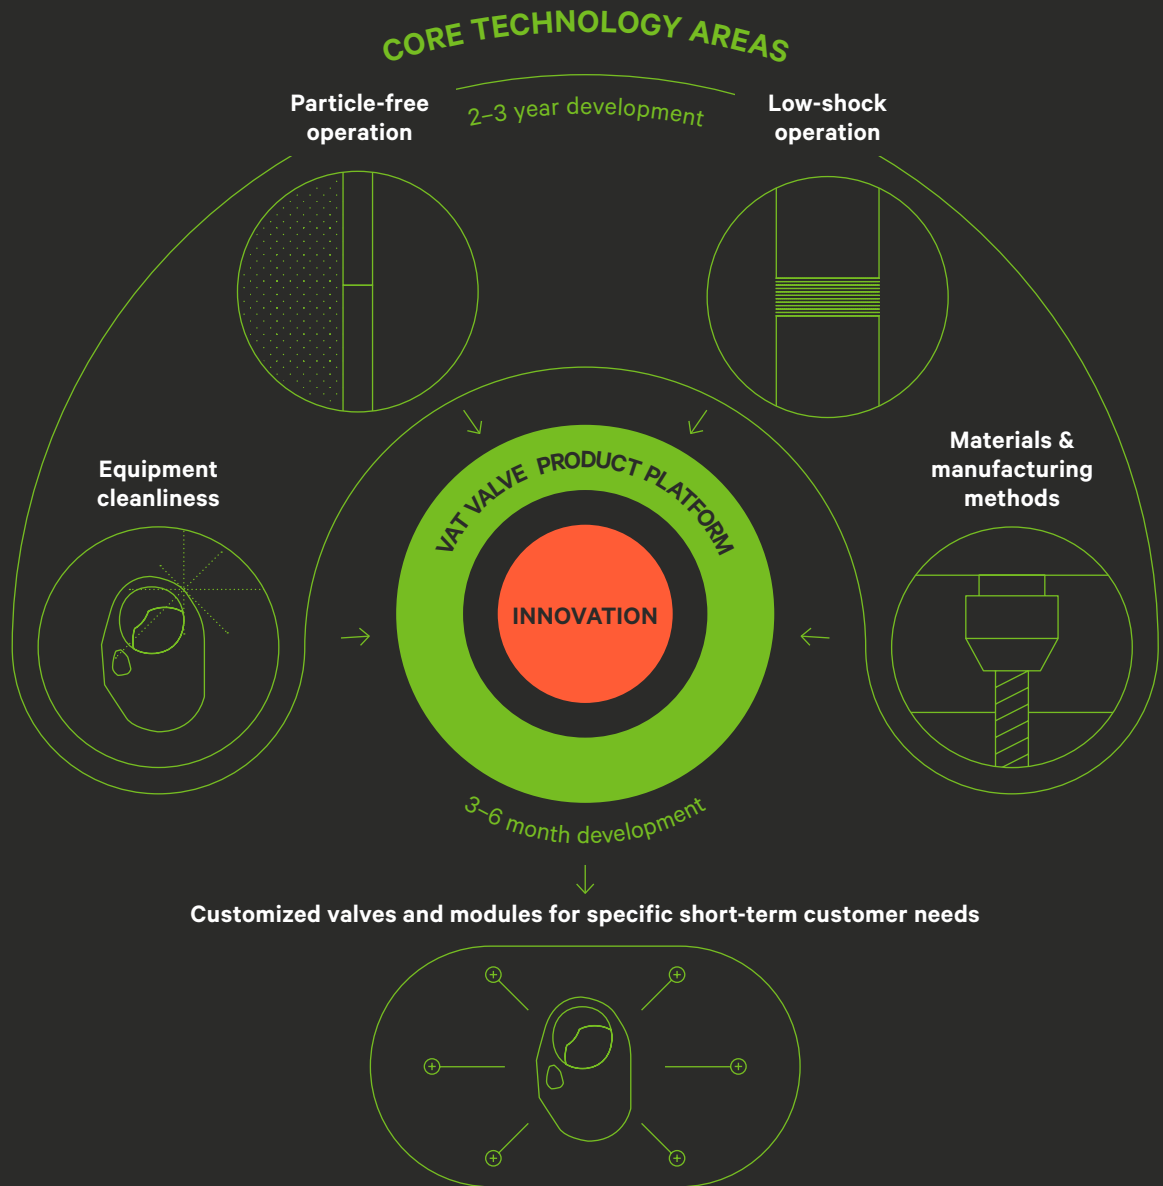 CORE TECHNOLOGY AREAS
2–3 year development
Particle-free
operation
Low-shock
operation
Equipment
cleanliness
Materials &
manufacturing
methods
VAT VALVE PRODUCT PLATFORM
INNOVATION
3–6 month development
Customized valves and modules for specific short-term customer needs